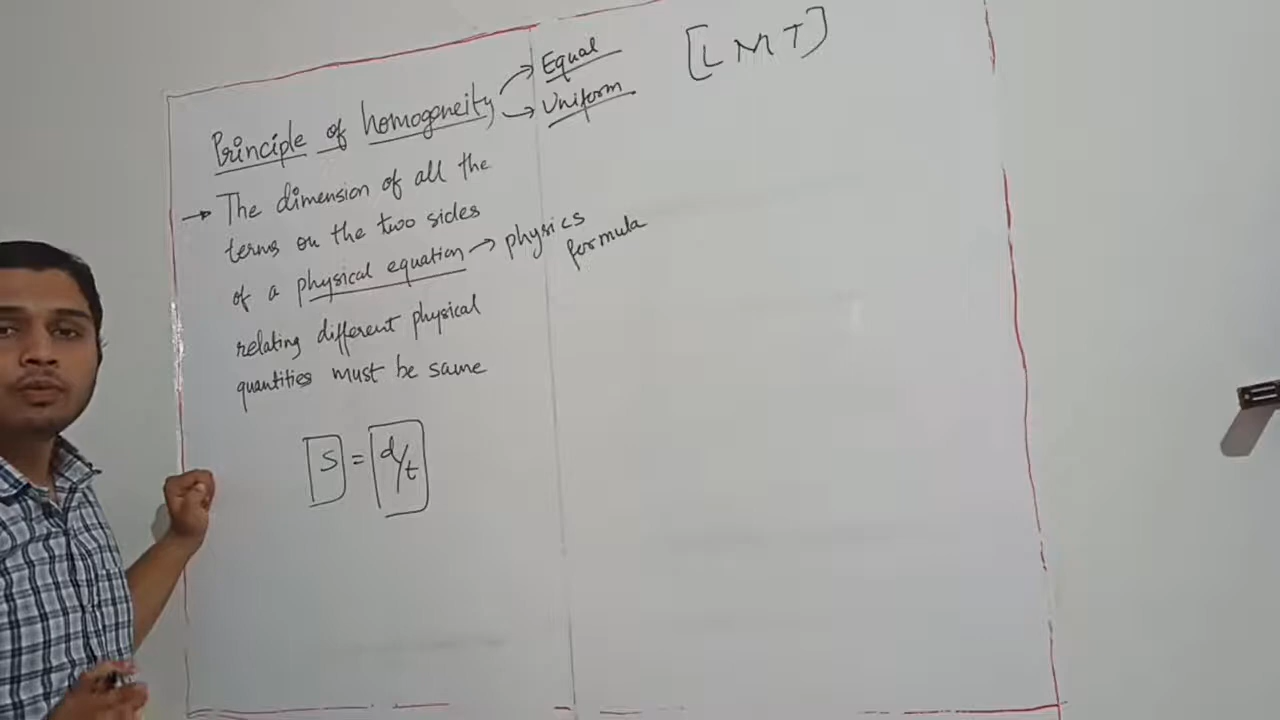 Principle of homogeneity
Equal
Uniform
[L M T]
→ The dimension of all the
terms on the two sides
of a physical equation → physics
formula
relating different physical
quantities must be same
S = d/t